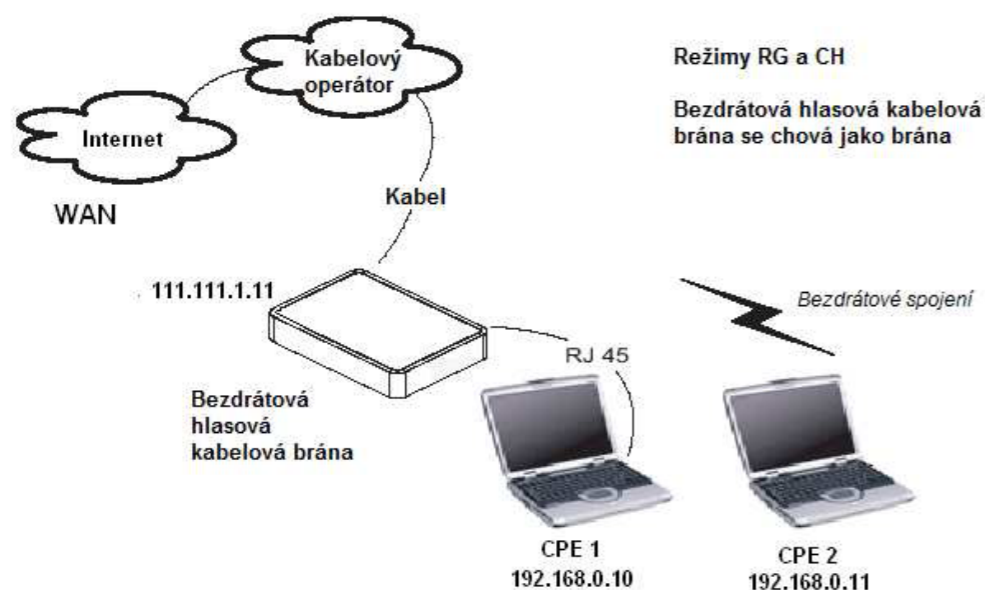 Kabelový
operátor
Internet
WAN
Kabel
Režimy RG a CH
Bezdrátová hlasová kabelová
brána se chová jako brána
111.111.1.11
Bezdrátové spojení
RJ 45
Bezdrátová
hlasová
kabelová brána
CPE 1
192.168.0.10
CPE 2
192.168.0.11